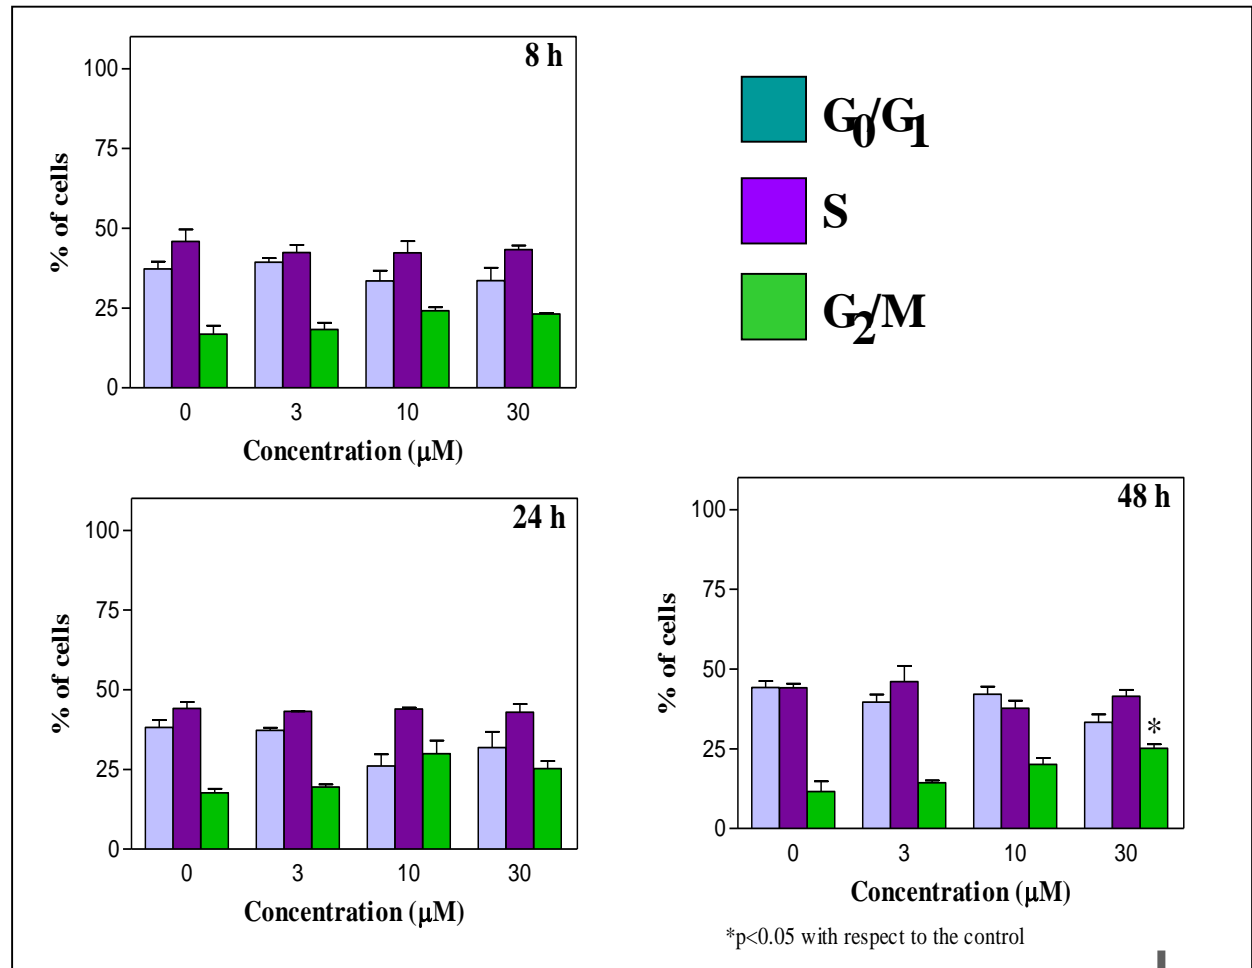 8 h
100
75
50
25
0
% of cells
0 3 10 30
Concentration (μM)
G0/G1
S
G2/M
24 h
100
75
50
25
0
% of cells
0 3 10 30
Concentration (μM)
48 h
100
75
50
25
0
% of cells
*
0 3 10 30
Concentration (μM)
*p<0.05 with respect to the control